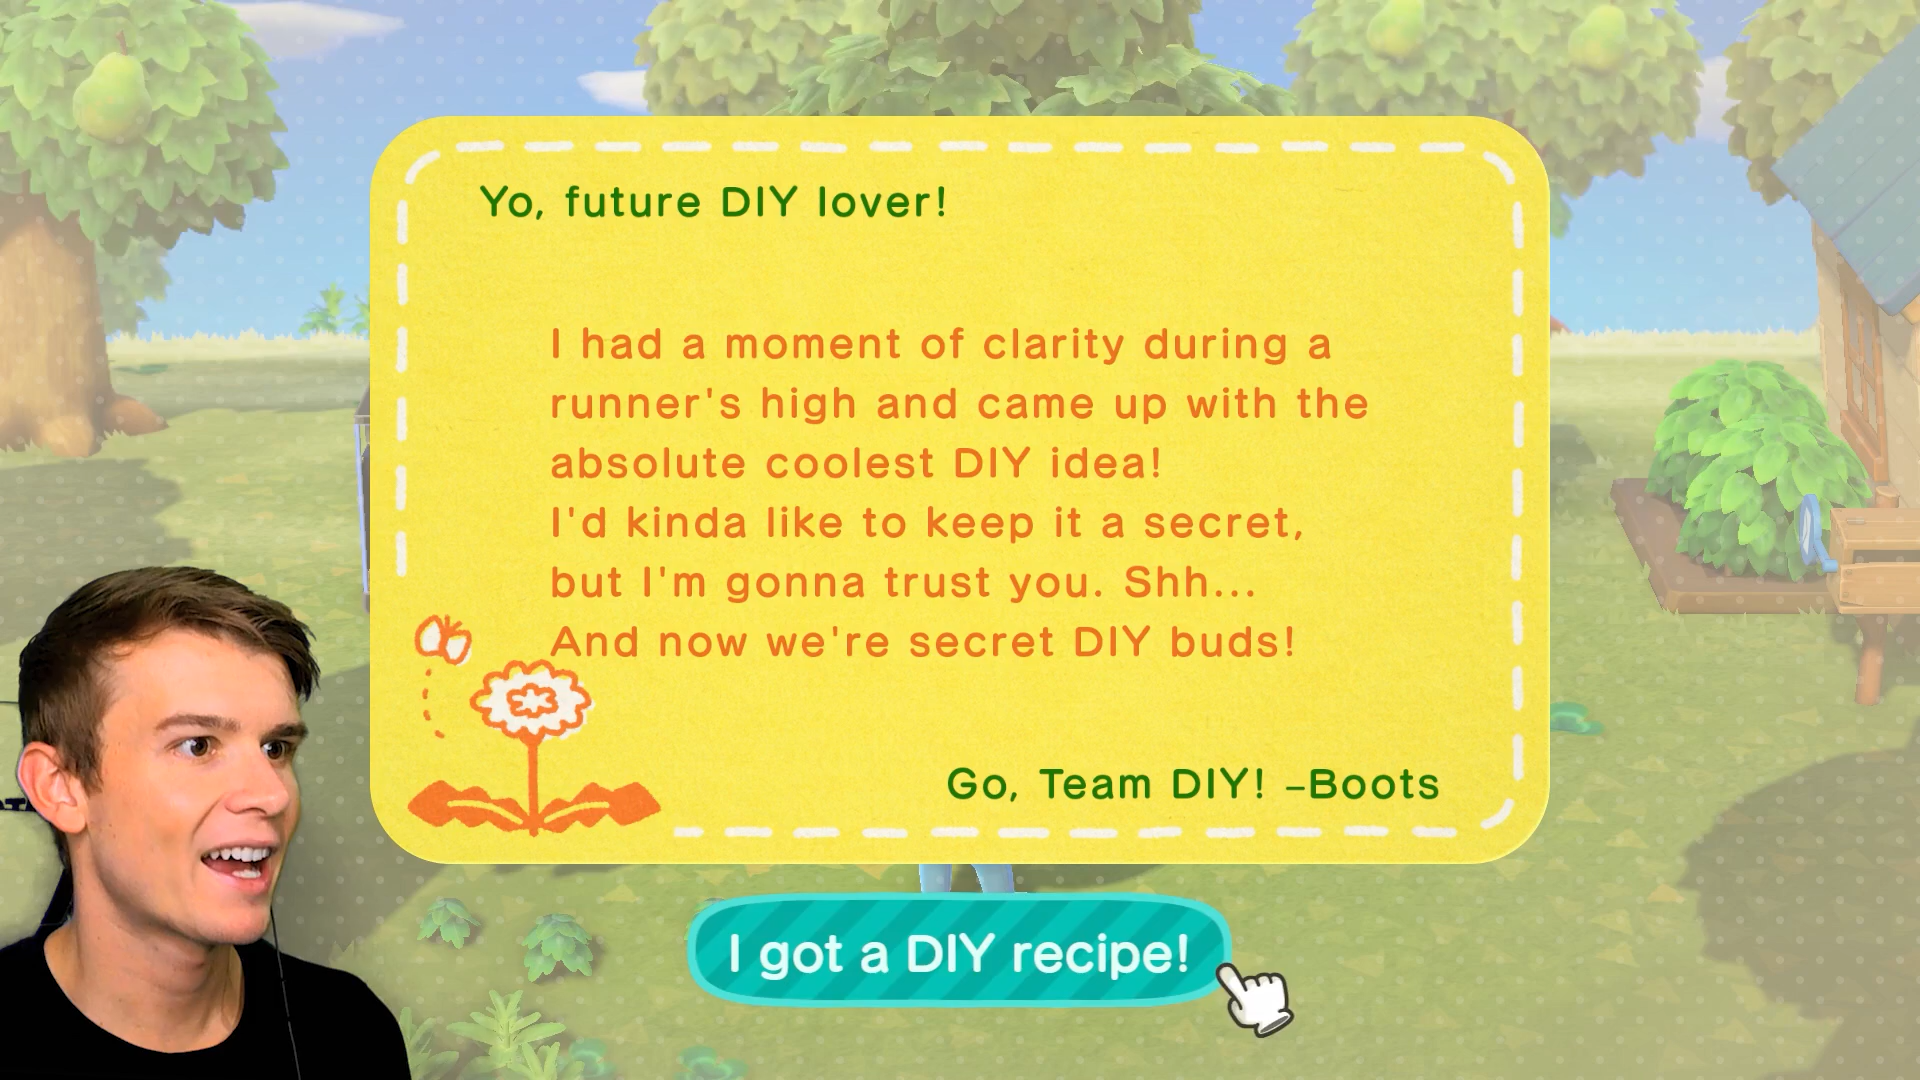 Yo, future DIY lover!
I had a moment of clarity during a
runner's high and came up with the
absolute coolest DIY idea!
I'd kinda like to keep it a secret,
but I'm gonna trust you. Shh...
And now we're secret DIY buds!
Go, Team DIY! –Boots
I got a DIY recipe!